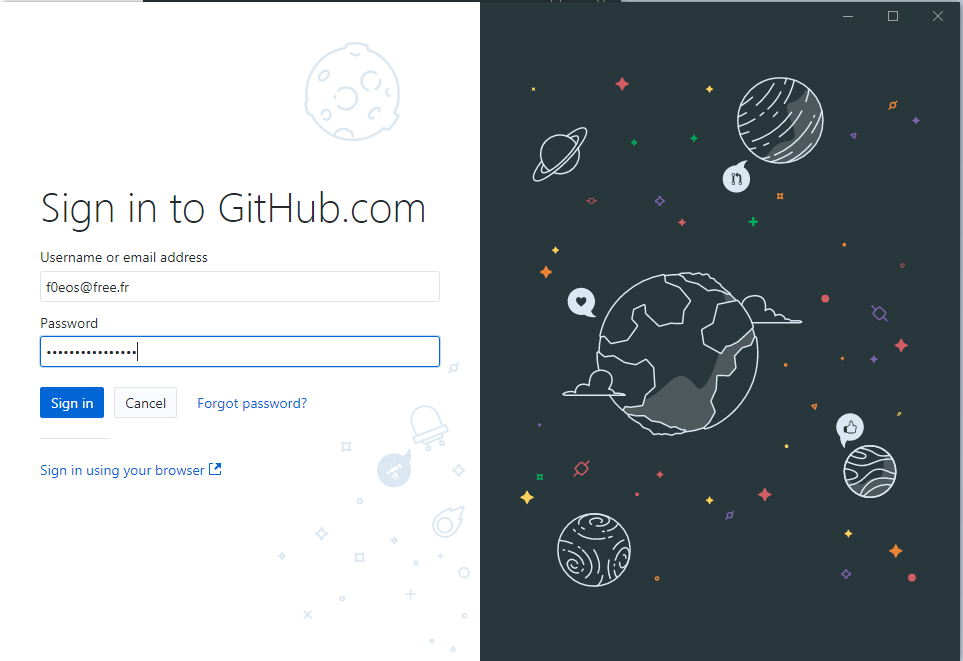 Sign in to GitHub.com
Username or email address
f0eos@free.fr
Password
••••••••••••••••
Sign in
Cancel
Forgot password?
Sign in using your browser